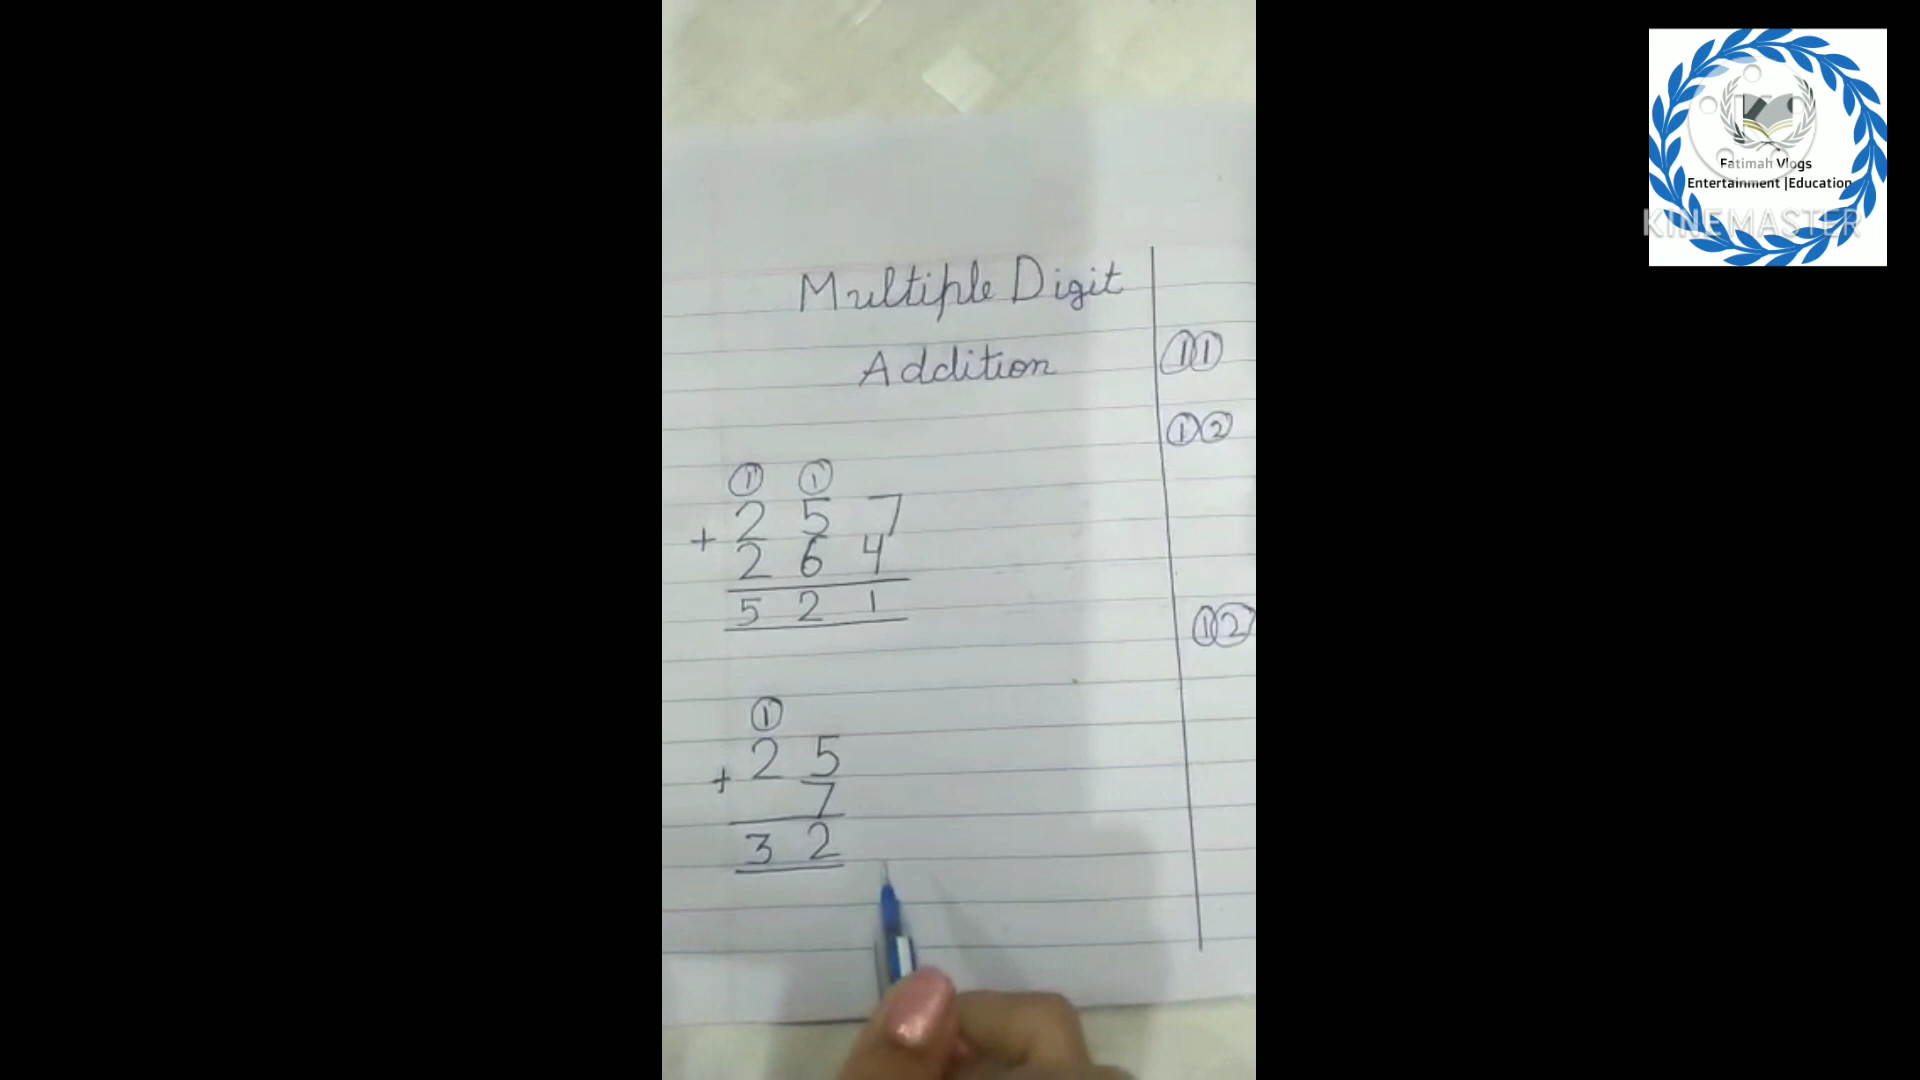 Multiple Digit
Addition
11
12
1 1
2 5 7
+ 2 6 4
5 2 1
12
1
2 5
+ 7
3 2
Fatimah Vlogs
Entertainment |Education
KINEMASTER